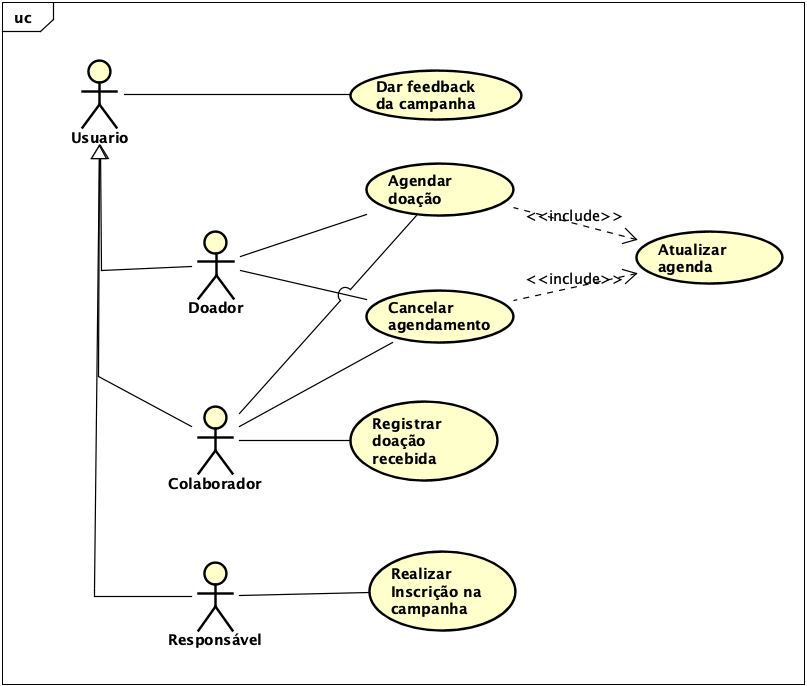 uc
Usuario
Dar feedback
da campanha
Agendar
doação
<<include>>
Atualizar
agenda
<<include>>
Doador
Cancelar
agendamento
Colaborador
Registrar
doação
recebida
Responsável
Realizar
Inscrição na
campanha